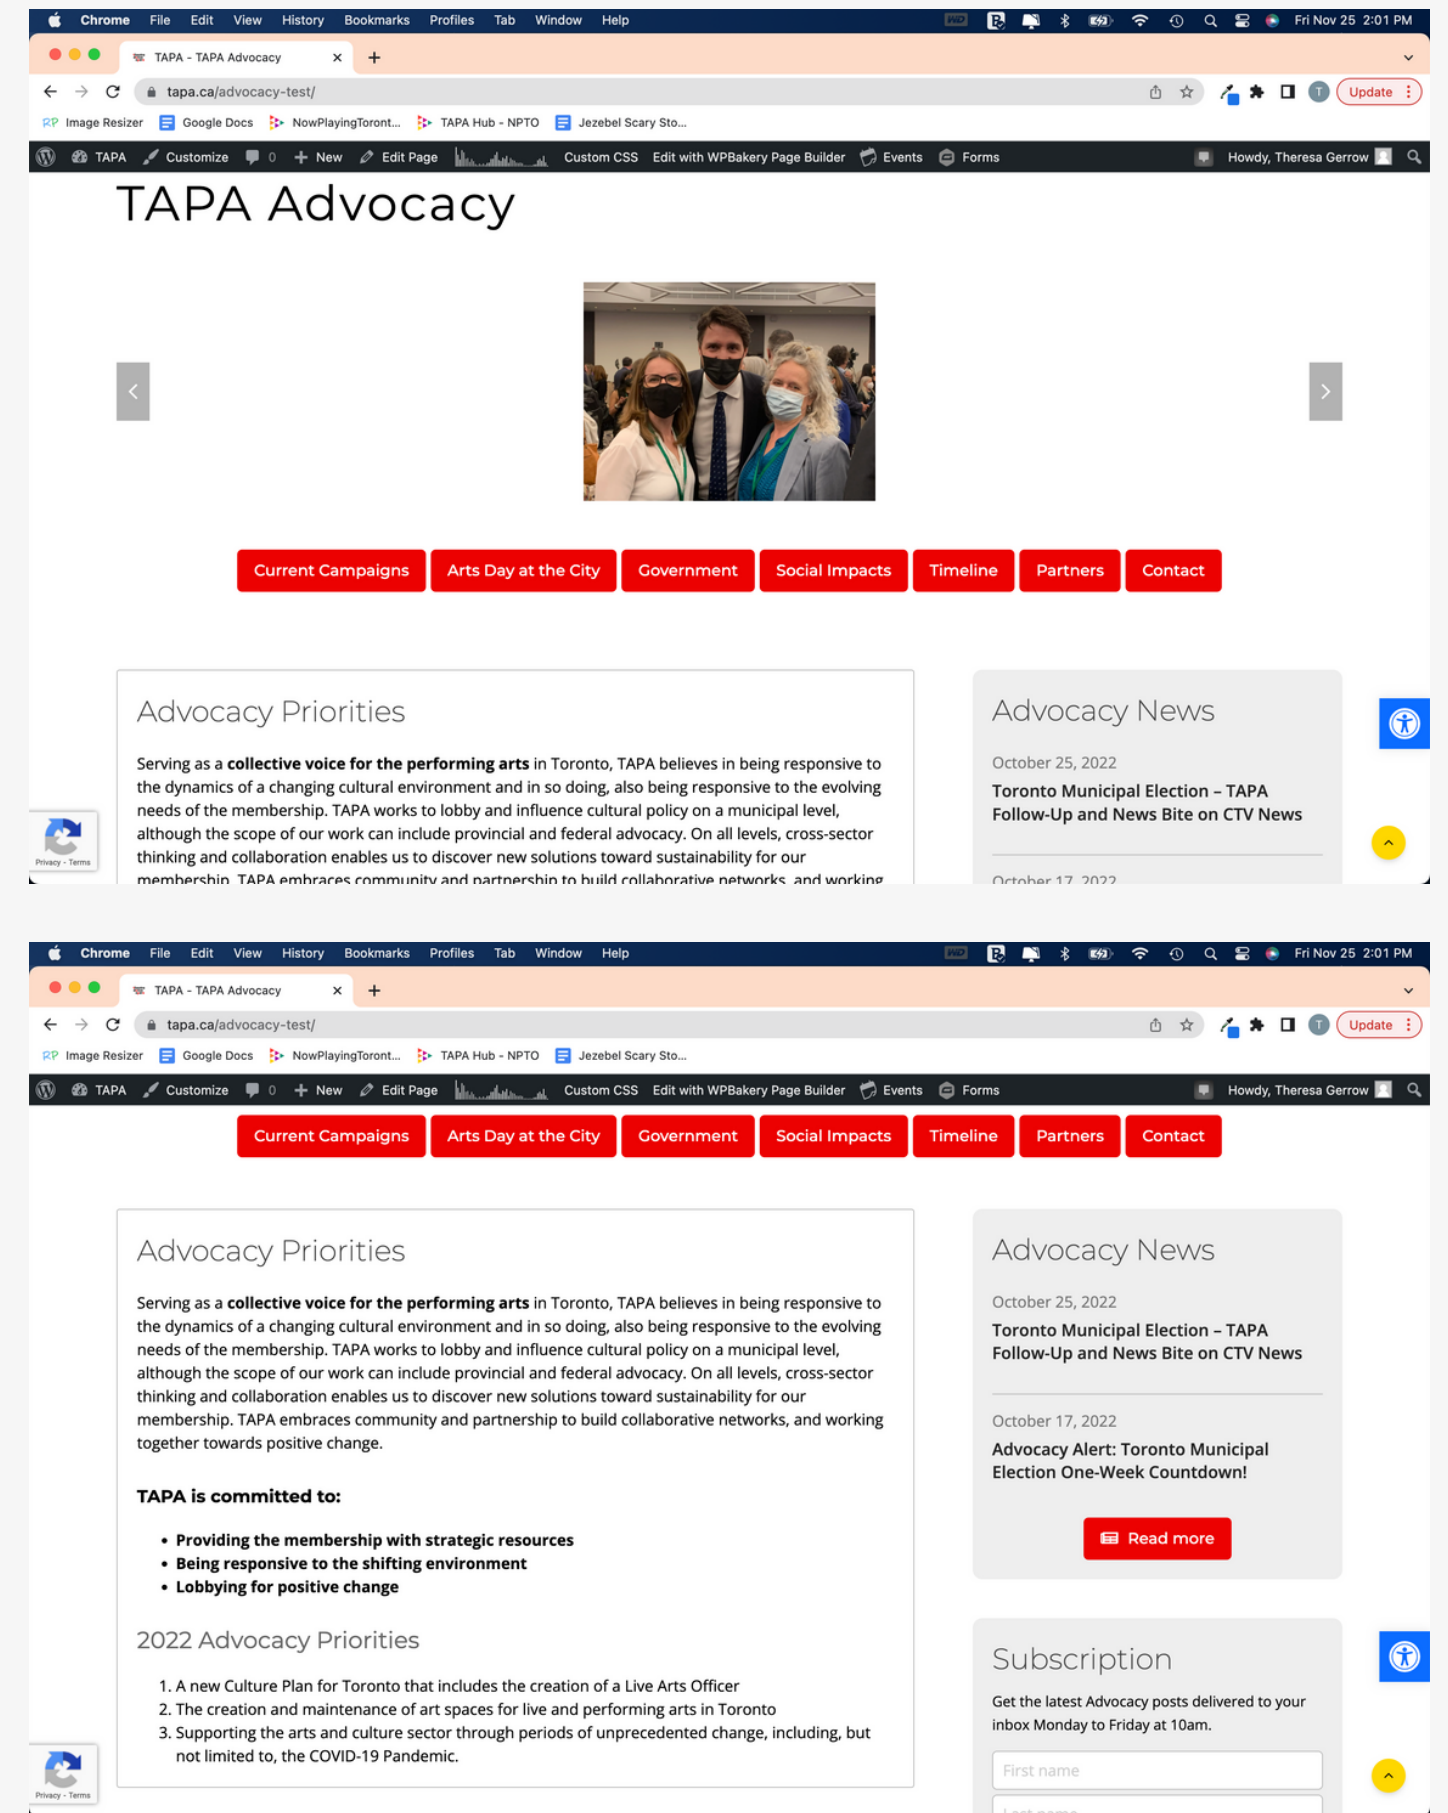 Chrome File Edit View History Bookmarks Profiles Tab Window Help Fri Nov 25 2:01 PM
TAPA - TAPA Advocacy
tapa.ca/advocacy-test/ T Update
RP Image Resizer Google Docs NowPlayingToront... TAPA Hub - NPTO Jezebel Scary Sto...
TAPA Customize 0 + New Edit Page Custom CSS Edit with WPBakery Page Builder Events Forms Howdy, Theresa Gerrow
TAPA Advocacy
Current Campaigns Arts Day at the City Government Social Impacts Timeline Partners Contact
Advocacy Priorities
Serving as a collective voice for the performing arts in Toronto, TAPA believes in being responsive to
the dynamics of a changing cultural environment and in so doing, also being responsive to the evolving
needs of the membership. TAPA works to lobby and influence cultural policy on a municipal level,
although the scope of our work can include provincial and federal advocacy. On all levels, cross-sector
thinking and collaboration enables us to discover new solutions toward sustainability for our
membership. TAPA embraces community and partnership to build collaborative networks, and working
Advocacy News
October 25, 2022
Toronto Municipal Election – TAPA
Follow-Up and News Bite on CTV News
October 17, 2022
Privacy - Terms
Chrome File Edit View History Bookmarks Profiles Tab Window Help Fri Nov 25 2:01 PM
TAPA - TAPA Advocacy
tapa.ca/advocacy-test/ T Update
RP Image Resizer Google Docs NowPlayingToront... TAPA Hub - NPTO Jezebel Scary Sto...
TAPA Customize 0 + New Edit Page Custom CSS Edit with WPBakery Page Builder Events Forms Howdy, Theresa Gerrow
Current Campaigns Arts Day at the City Government Social Impacts Timeline Partners Contact
Advocacy Priorities
Serving as a collective voice for the performing arts in Toronto, TAPA believes in being responsive to
the dynamics of a changing cultural environment and in so doing, also being responsive to the evolving
needs of the membership. TAPA works to lobby and influence cultural policy on a municipal level,
although the scope of our work can include provincial and federal advocacy. On all levels, cross-sector
thinking and collaboration enables us to discover new solutions toward sustainability for our
membership. TAPA embraces community and partnership to build collaborative networks, and working
together towards positive change.
TAPA is committed to:
• Providing the membership with strategic resources
• Being responsive to the shifting environment
• Lobbying for positive change
2022 Advocacy Priorities
1. A new Culture Plan for Toronto that includes the creation of a Live Arts Officer
2. The creation and maintenance of art spaces for live and performing arts in Toronto
3. Supporting the arts and culture sector through periods of unprecedented change, including, but
not limited to, the COVID-19 Pandemic.
Advocacy News
October 25, 2022
Toronto Municipal Election – TAPA
Follow-Up and News Bite on CTV News
October 17, 2022
Advocacy Alert: Toronto Municipal
Election One-Week Countdown!
Read more
Subscription
Get the latest Advocacy posts delivered to your
inbox Monday to Friday at 10am.
First name
Last name
Privacy - Terms